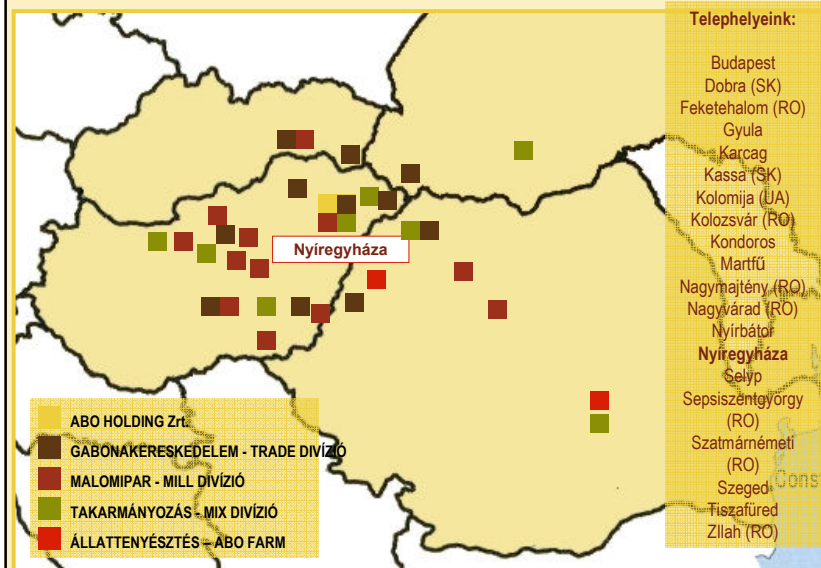 Telephelyeink:
Budapest
Dobra (SK)
Feketehalom (RO)
Gyula
Karcag
Kassa (SK)
Kolomija (UA)
Kolozsvár (RO)
Kondoros
Martfű
Nagymajtény (RO)
Nagyvárad (RO)
Nyírbátor
Nyíregyháza
Selyp
Sepsiszentgyörgy
(RO)
Szatmárnémeti
(RO)
Szeged
Tiszafüred
Zllah (RO)
Const
Nyíregyháza
ABO HOLDING Zrt.
GABONAKERESKEDELEM - TRADE DIVÍZIÓ
MALOMIPAR - MILL DIVÍZIÓ
TAKARMÁNYOZÁS - MIX DIVÍZIÓ
ÁLLATTENYÉSZTÉS – ABO FARM